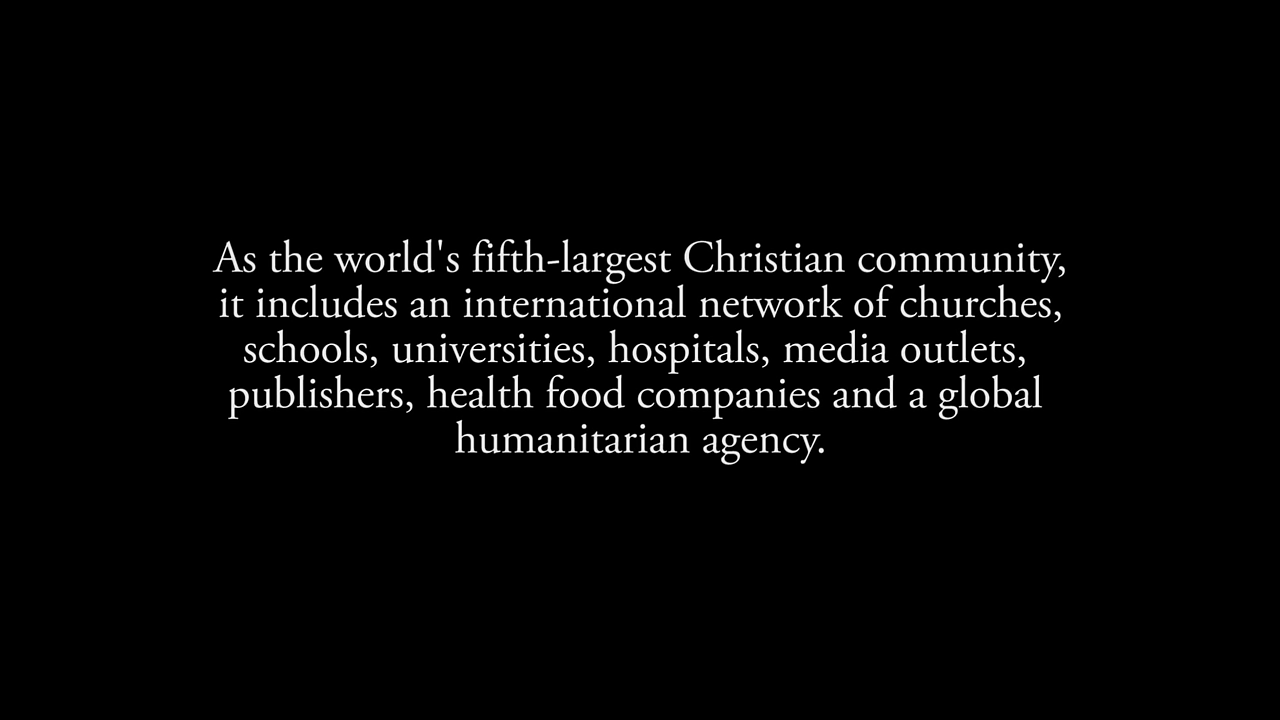 As the world's fifth-largest Christian community,
it includes an international network of churches,
schools, universities, hospitals, media outlets,
publishers, health food companies and a global
humanitarian agency.